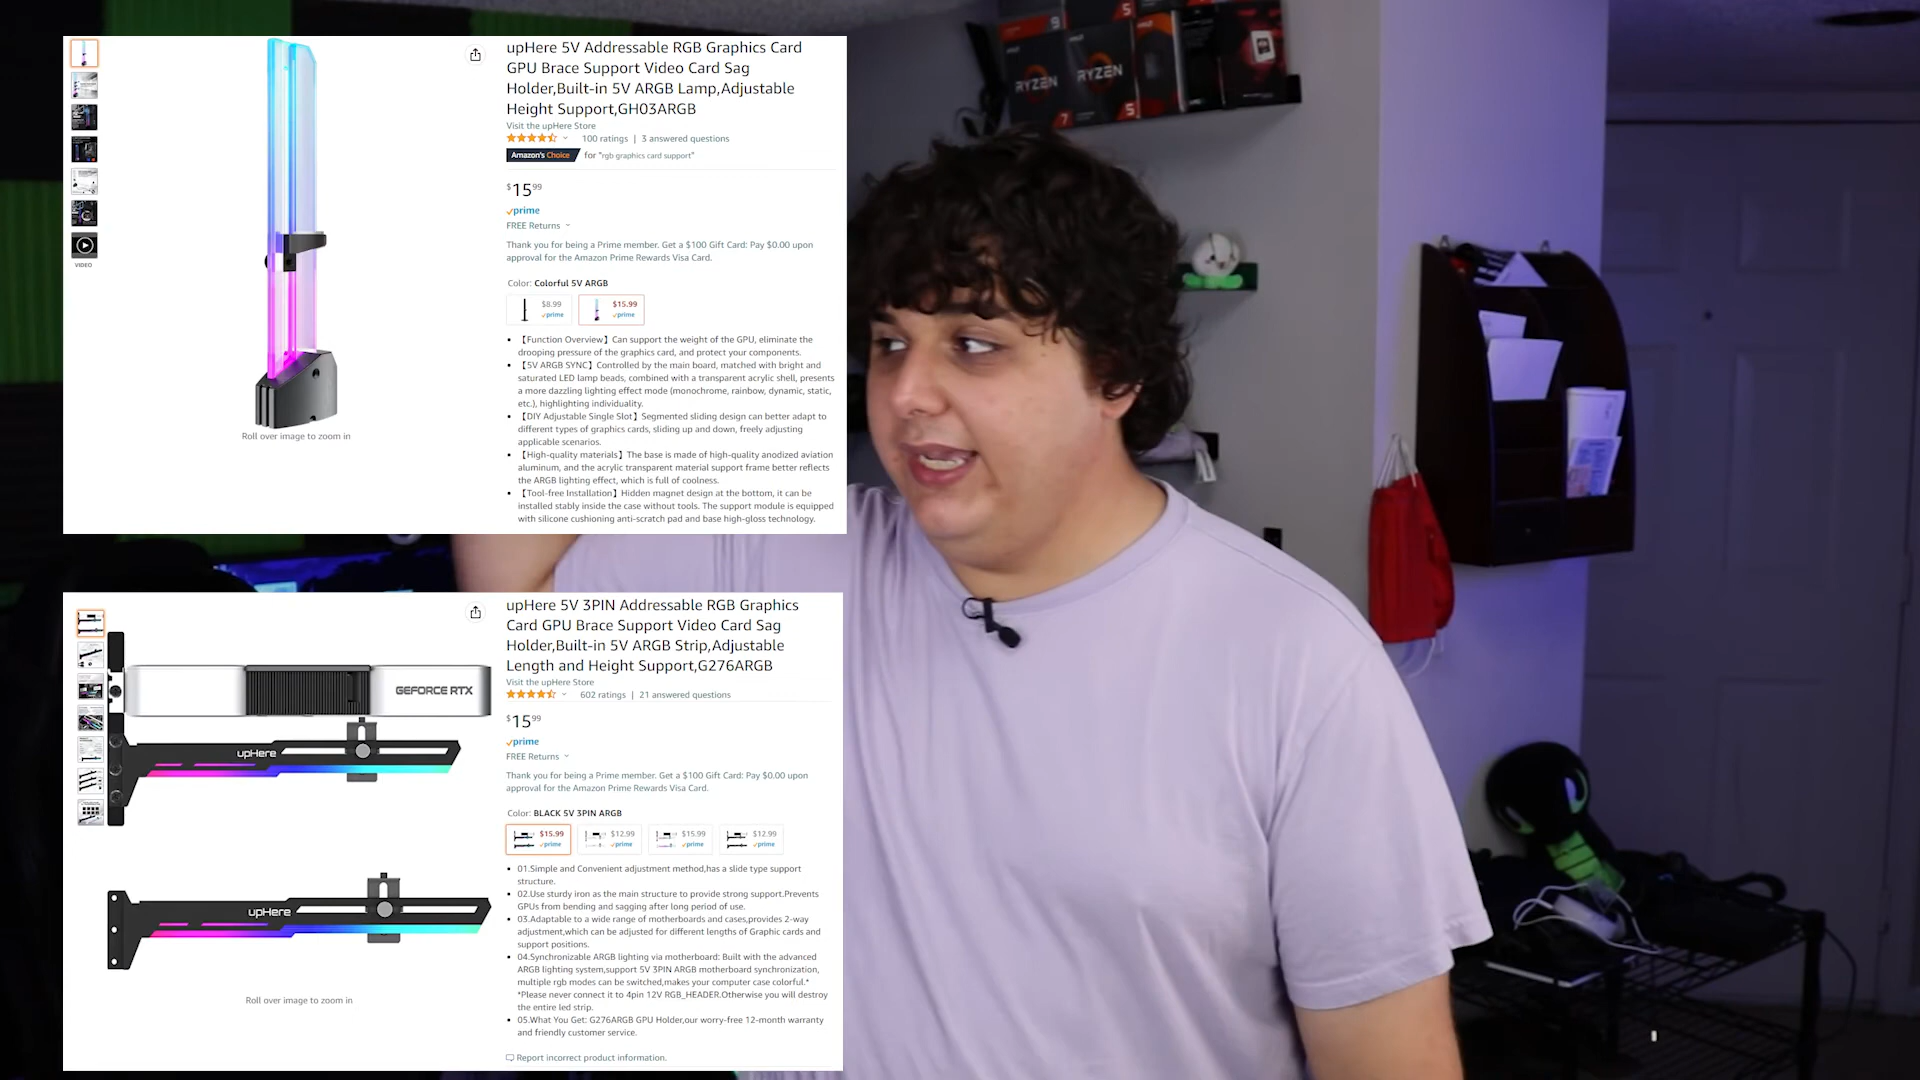 upHere 5V Addressable RGB Graphics Card
GPU Brace Support Video Card Sag
Holder,Built-in 5V ARGB Lamp,Adjustable
Height Support,GH03ARGB
Visit the upHere Store
100 ratings | 3 answered questions
Amazon's Choice for "rgb graphics card support"
$1599
prime
FREE Returns
Thank you for being a Prime member. Get a $100 Gift Card: Pay $0.00 upon
approval for the Amazon Prime Rewards Visa Card.
Color: Colorful 5V ARGB
$8.99 $15.99
prime prime
• 【Function Overview】Can support the weight of the GPU, eliminate the
drooping pressure of the graphics card, and protect your components.
• 【5V ARGB SYNC】Controlled by the main board, matched with bright and
saturated LED lamp beads, combined with a transparent acrylic shell, presents
a more dazzling lighting effect mode (monochrome, rainbow, dynamic, static,
etc.), highlighting individuality.
• 【DIY Adjustable Single Slot】Segmented sliding design can better adapt to
different types of graphics cards, sliding up and down, freely adjusting
applicable scenarios.
• 【High-quality materials】The base is made of high-quality anodized aviation
aluminum, and the acrylic transparent material support frame better reflects
the ARGB lighting effect, which is full of coolness.
• 【Tool-free Installation】Hidden magnet design at the bottom, it can be
installed stably inside the case without tools. The support module is equipped
with silicone cushioning anti-scratch pad and base high-gloss technology.
VIDEO
Roll over image to zoom in
upHere 5V 3PIN Addressable RGB Graphics
Card GPU Brace Support Video Card Sag
Holder,Built-in 5V ARGB Strip,Adjustable
Length and Height Support,G276ARGB
Visit the upHere Store
602 ratings | 21 answered questions
$1599
prime
FREE Returns
Thank you for being a Prime member. Get a $100 Gift Card: Pay $0.00 upon
approval for the Amazon Prime Rewards Visa Card.
Color: BLACK 5V 3PIN ARGB
$15.99 $12.99 $15.99 $12.99
prime prime prime prime
• 01.Simple and Convenient adjustment method,has a slide type support
structure.
• 02.Use sturdy iron as the main structure to provide strong support.Prevents
GPUs from bending and sagging after long period of use.
• 03.Adaptable to a wide range of motherboards and cases,provides 2-way
adjustment,which can be adjusted for different lengths of Graphic cards and
support positions.
• 04.Synchronizable ARGB lighting via motherboard: Built with the advanced
ARGB lighting system,support 5V 3PIN ARGB motherboard synchronization,
multiple rgb modes can be switched,makes your computer case colorful.*
*Please never connect it to 4pin 12V RGB_HEADER.Otherwise you will destroy
the entire led strip.
• 05.What You Get: G276ARGB GPU Holder,our worry-free 12-month warranty
and friendly customer service.
Report incorrect product information.
GEFORCE RTX
upHere
upHere
Roll over image to zoom in
RYZEN
RYZEN
7
5
9
5